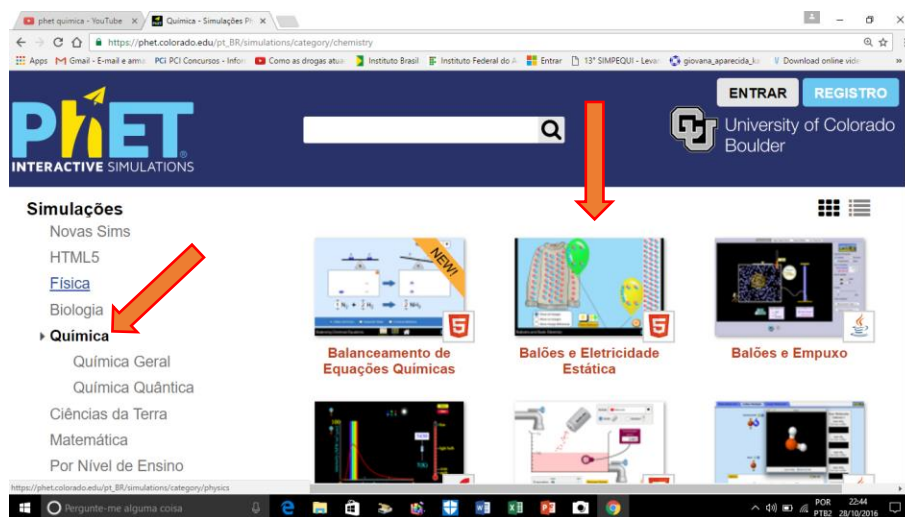 phet quimica - YouTube
Química - Simulações Ph
https://phet.colorado.edu/pt_BR/simulations/category/chemistry
Apps
Gmail - E-mail e arma
PCI Concursos - Infor
Como as drogas atua
Instituto Brasil
Instituto Federal do A
Entrar
13° SIMPEQUI - Levar
giovana_aparecida_k
Download online vide
ENTRAR
REGISTRO
PhET
INTERACTIVE SIMULATIONS
University of Colorado
Boulder
Simulações
Novas Sims
HTML5
Física
Biologia
Química
Química Geral
Química Quântica
Ciências da Terra
Matemática
Por Nível de Ensino
NEW!
Balanceamento de
Equações Químicas
Balões e Eletricidade
Estática
Balões e Empuxo
https://phet.colorado.edu/pt_BR/simulations/category/physics
Pergunte-me alguma coisa
POR
PTB2
22:44
28/10/2016